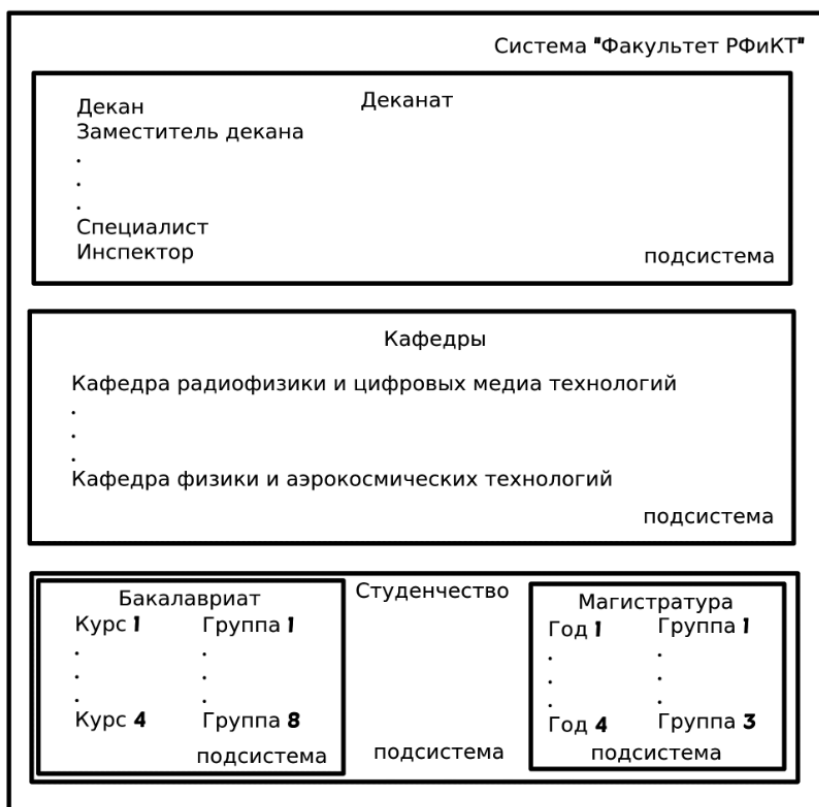 Система "Факультет РФиКТ"
Деканат
Декан
Заместитель декана
.
.
.
Специалист
Инспектор
подсистема
Кафедры
Кафедра радиофизики и цифровых медиа технологий
.
.
.
Кафедра физики и аэрокосмических технологий
подсистема
Студенчество
Бакалавриат
Курс 1 Группа 1
. .
. .
. .
Курс 4 Группа 8
подсистема
подсистема
Магистратура
Год 1 Группа 1
. .
. .
. .
Год 4 Группа 3
подсистема